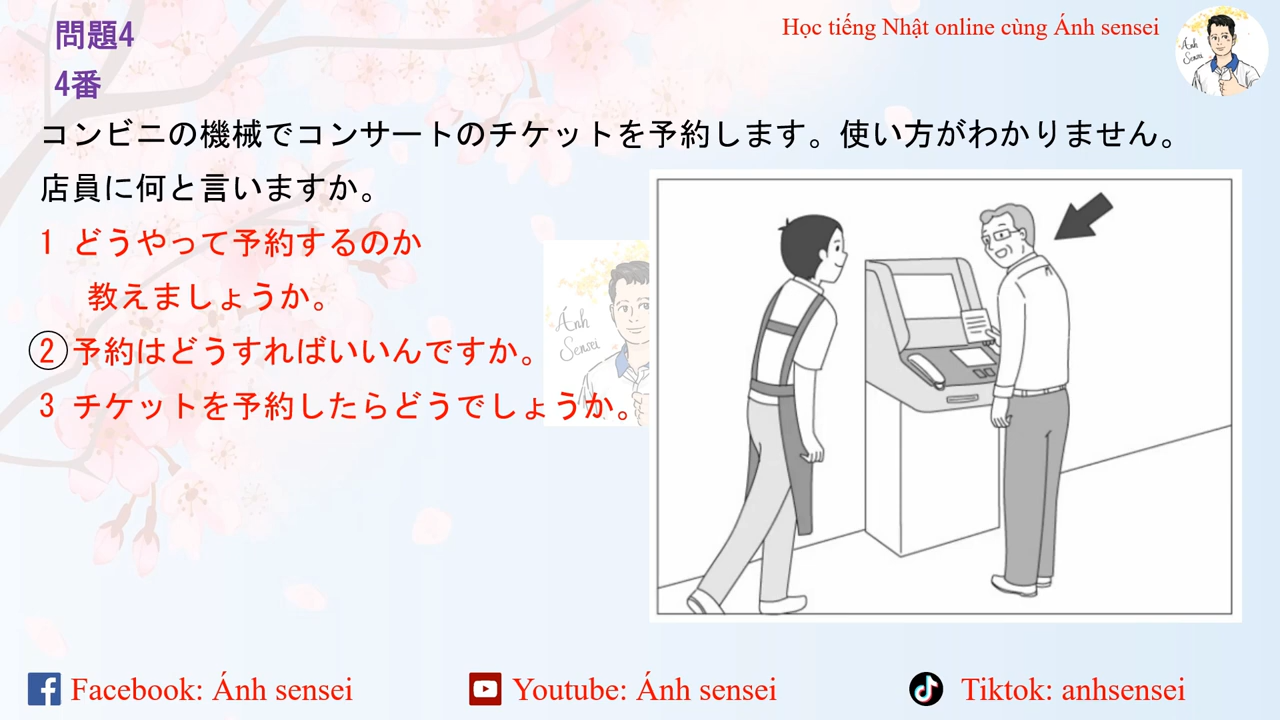 問題4
Học tiếng Nhật online cùng Ánh sensei
Ánh
Sensei
4番
コンビニの機械でコンサートのチケットを予約します。使い方がわかりません。
店員に何と言いますか。
1 どうやって予約するのか
教えましょうか。
②予約はどうすればいいんですか。
3 チケットを予約したらどうでしょうか。
Ánh
Sensei
Facebook: Ánh sensei
Youtube: Ánh sensei
Tiktok: anhsensei